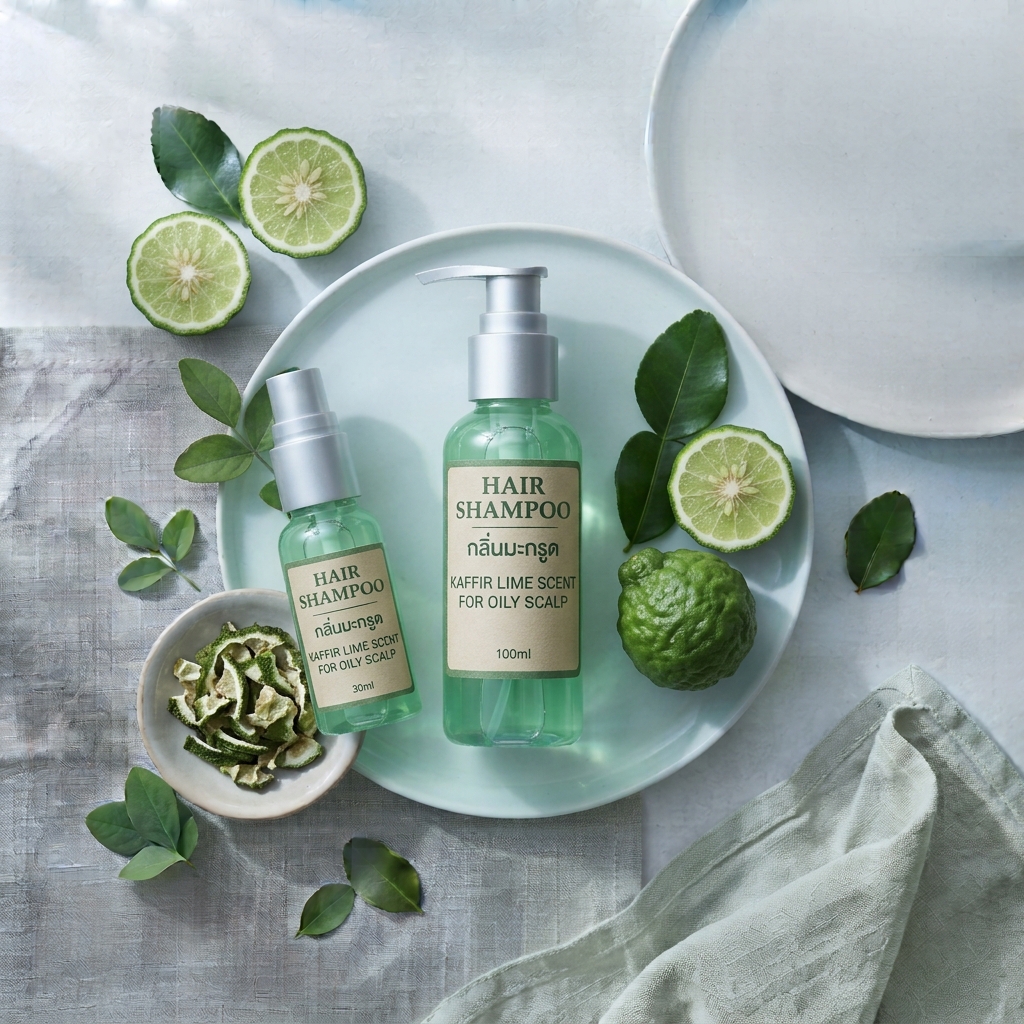 HAIR
SHAMPOO
กลิ่นมะกรูด
KAFFIR LIME SCENT
FOR OILY SCALP
30ml
HAIR
SHAMPOO
กลิ่นมะกรูด
KAFFIR LIME SCENT
FOR OILY SCALP
100ml